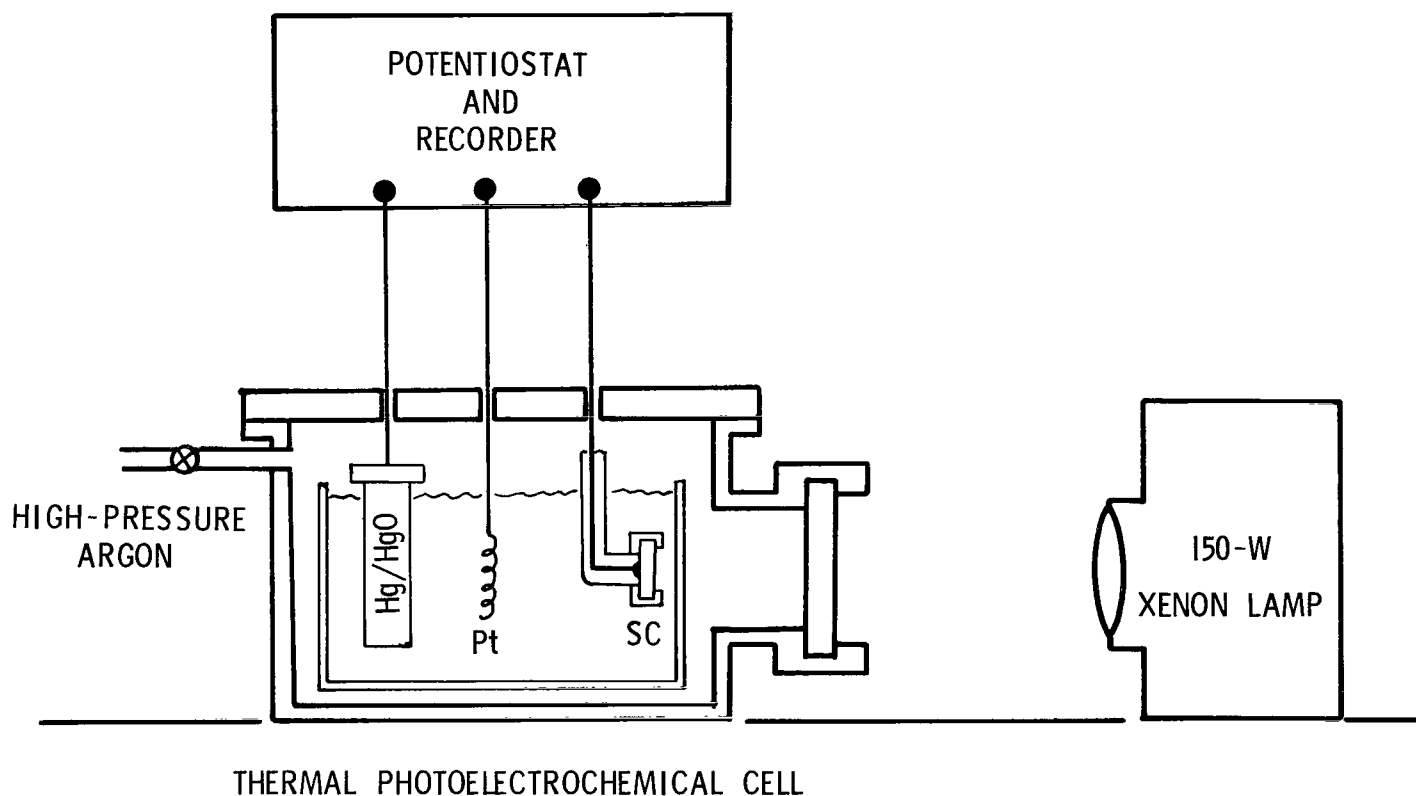 POTENTIOSTAT
AND
RECORDER
HIGH-PRESSURE
ARGON
Hg/HgO
Pt
SC
150-W
XENON LAMP
THERMAL PHOTOELECTROCHEMICAL CELL